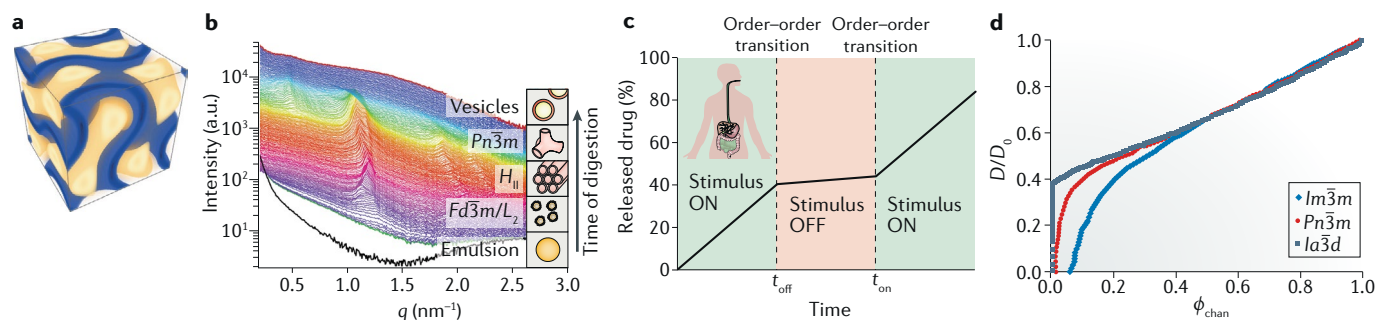 a
b
Intensity (a.u.)
10⁴
10³
10²
10¹
0.5
1.0
1.5
2.0
2.5
3.0
q (nm⁻¹)
Vesicles
Pn3̅m
H_II
Fd3̅m/L₂
Emulsion
Time of digestion
c
Order–order
transition
Order–order
transition
Released drug (%)
100
80
60
40
20
0
Stimulus
ON
Stimulus
OFF
Stimulus
ON
t_off
t_on
Time
d
D/D₀
1.0
0.8
0.6
0.4
0.2
0.0
0.0
0.2
0.4
0.6
0.8
1.0
ϕ_chan
Im3̅m
Pn3̅m
Ia3̅d